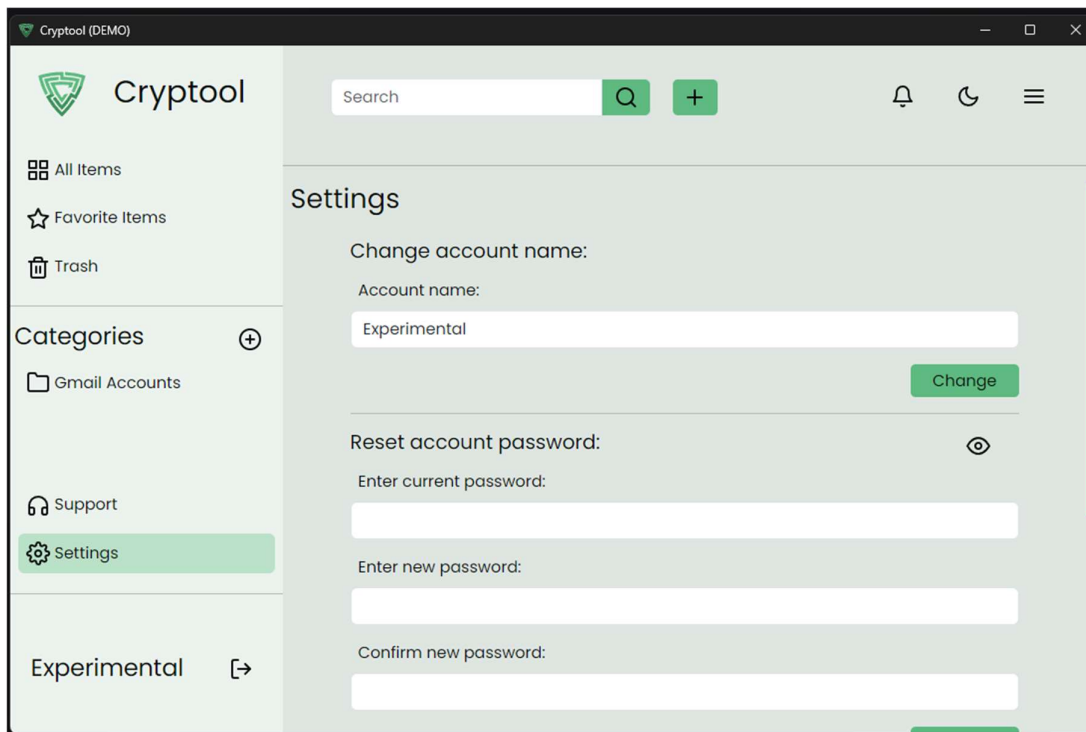 Cryptool (DEMO)
Cryptool
Search
All Items
Favorite Items
Trash
Categories
Gmail Accounts
Support
Settings
Experimental
Settings
Change account name:
Account name:
Experimental
Change
Reset account password:
Enter current password:
Enter new password:
Confirm new password: